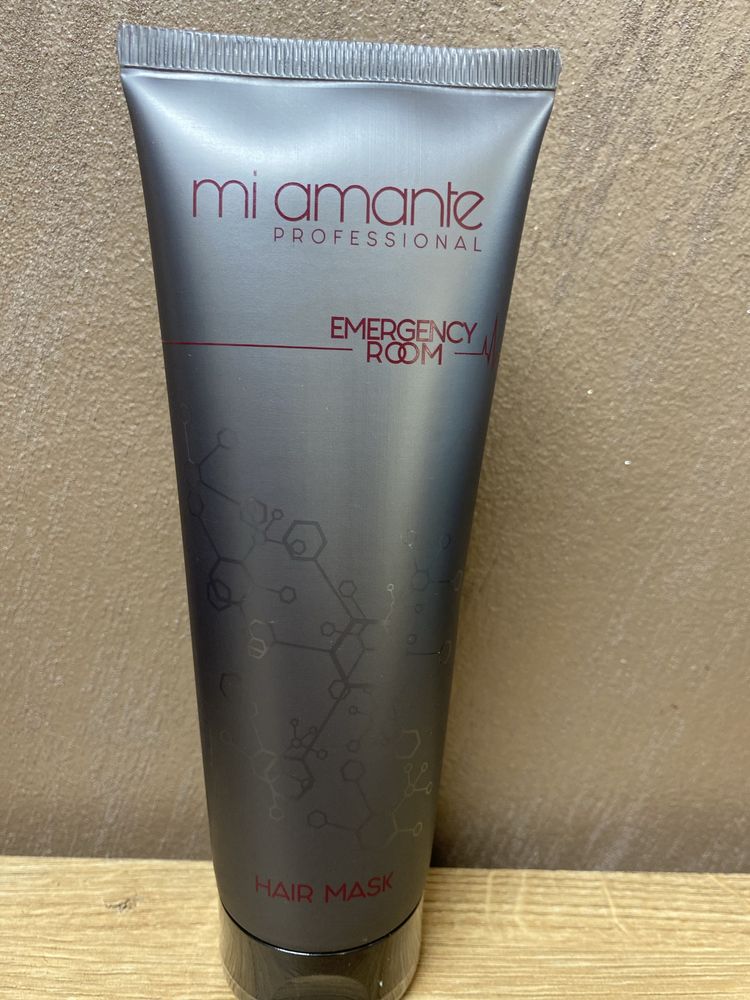 mi amante
PROFESSIONAL
EMERGENCY
ROOM
HAIR MASK